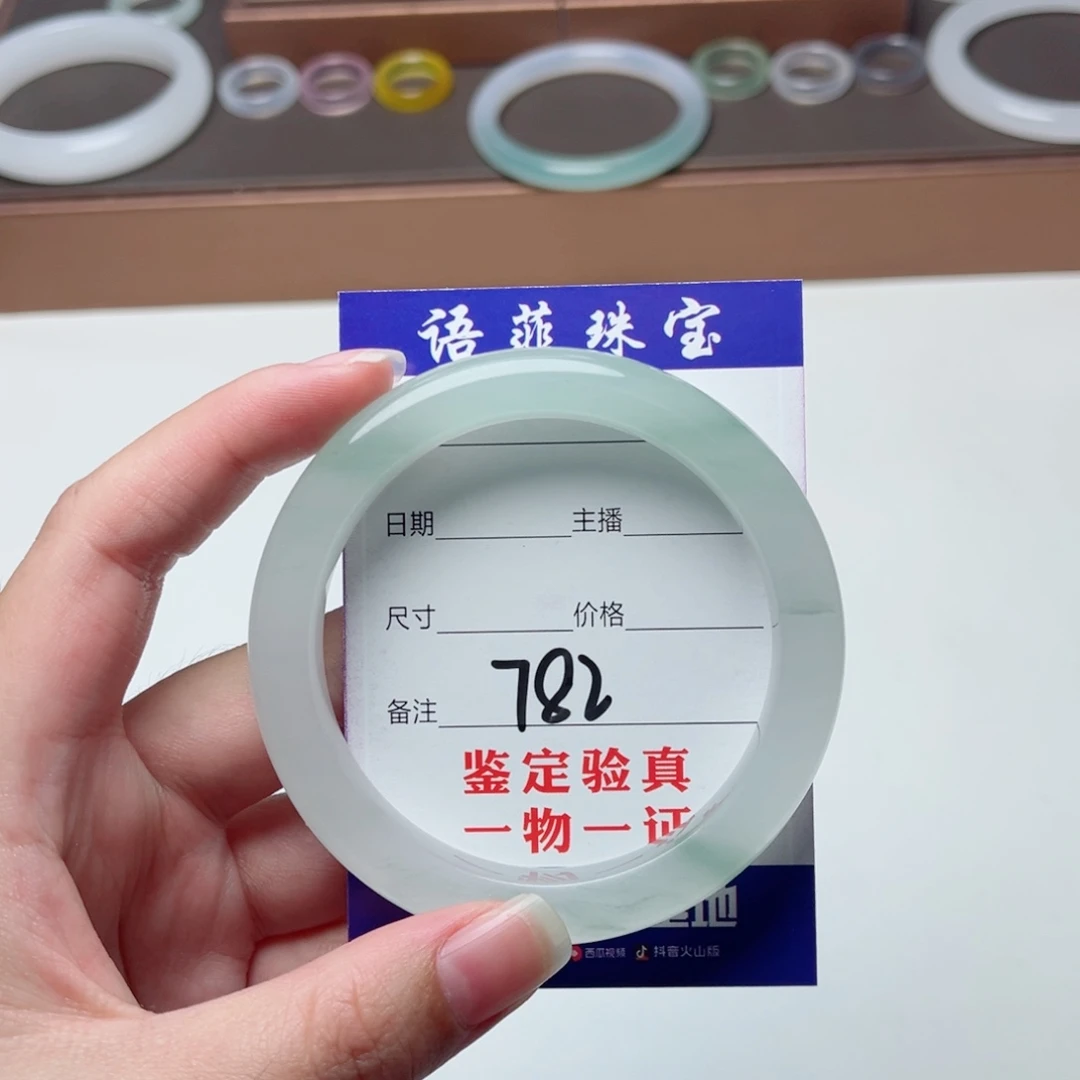 语菲珠宝
日期 主播
尺寸 价格
备注
鉴定验真
一物一证
地
西瓜视频 抖音火山版